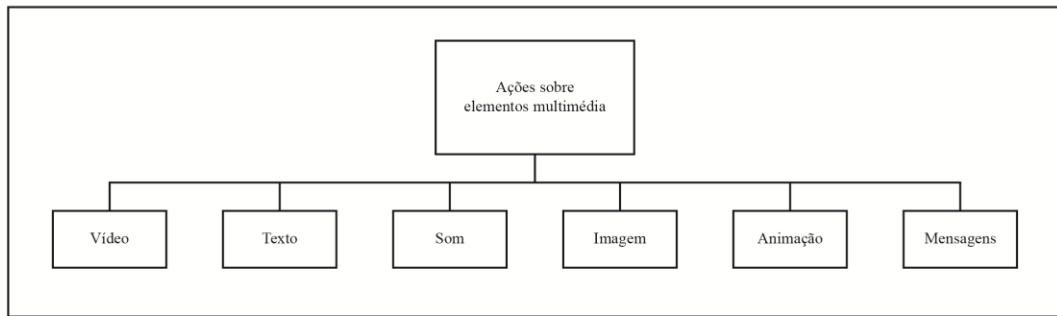 Ações sobre
elementos multimédia
Vídeo
Texto
Som
Imagem
Animação
Mensagens